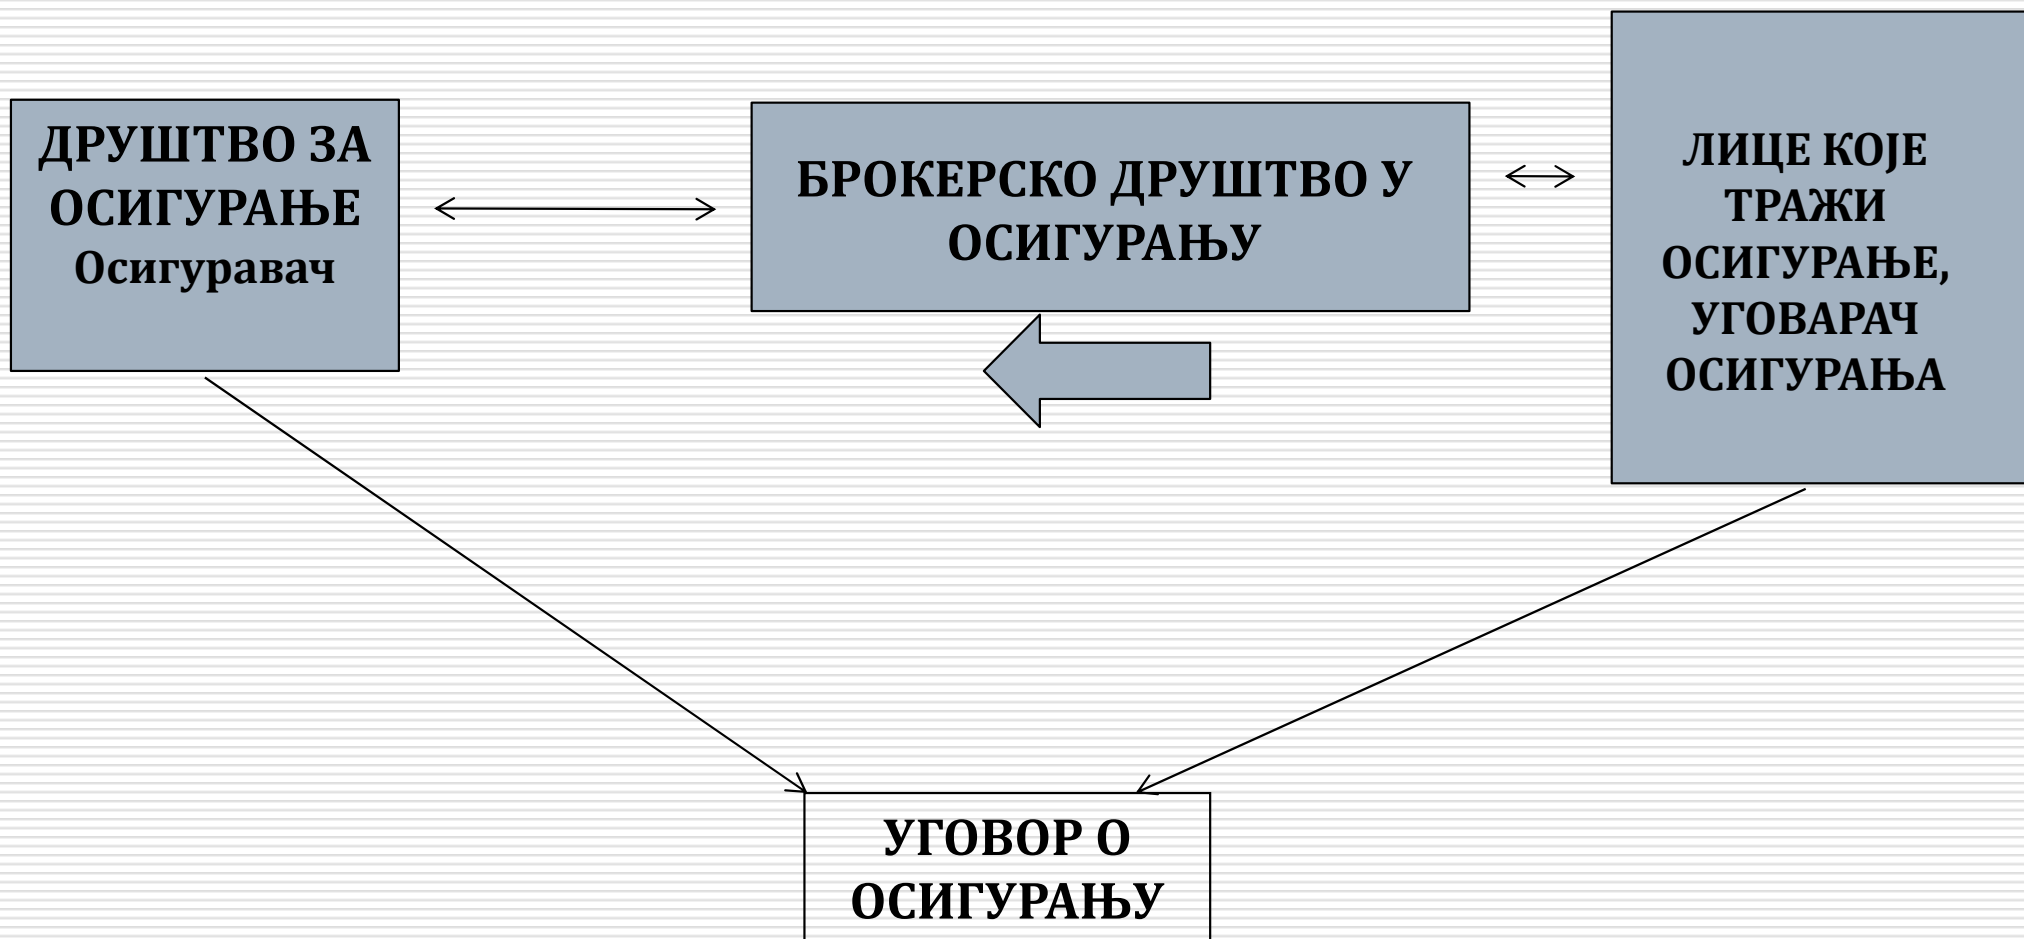 ДРУШТВО ЗА
ОСИГУРАЊЕ
Осигуравач
БРОКЕРСКО ДРУШТВО У
ОСИГУРАЊУ
ЛИЦЕ КОЈЕ
ТРАЖИ
ОСИГУРАЊЕ,
УГОВАРАЧ
ОСИГУРАЊА
УГОВОР О
ОСИГУРАЊУ